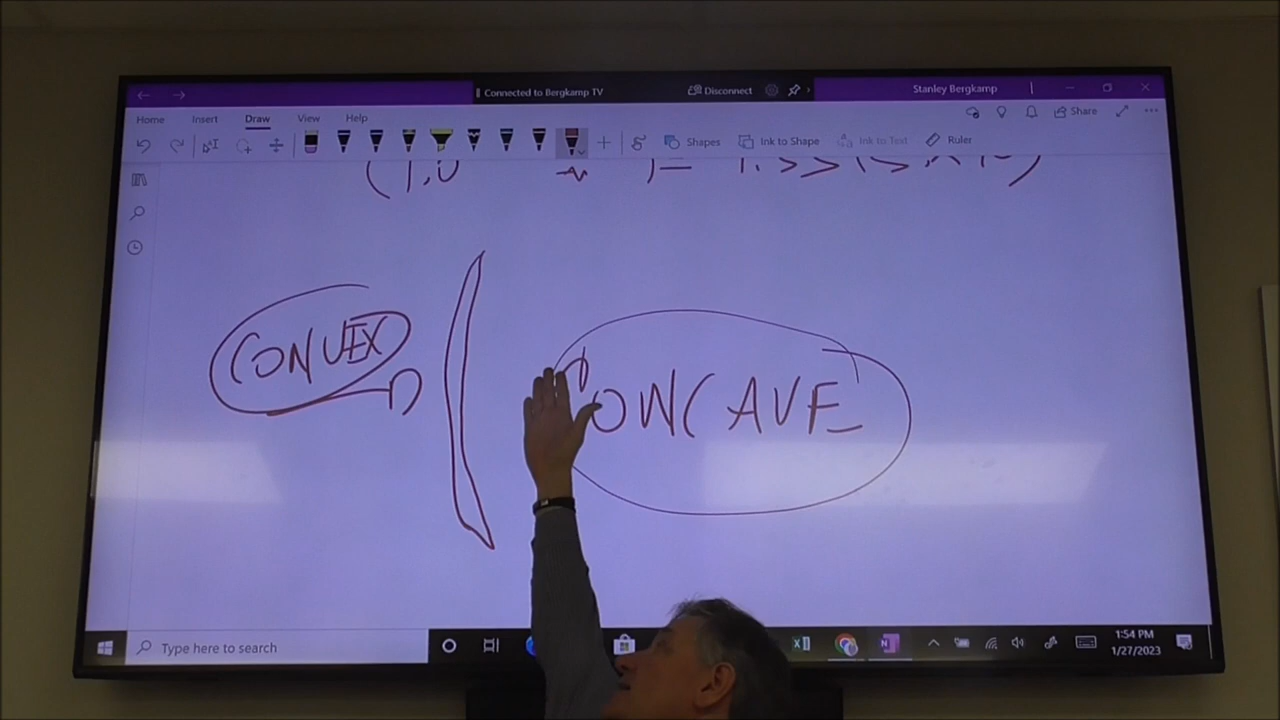 Connected to Bergkamp TV
Disconnect
Stanley Bergkamp
Home Insert Draw View Help
Share
Shapes
Ink to Shape
Ink to Text
Ruler
CONVEX
CONCAVE
Type here to search
1:54 PM
1/27/2023